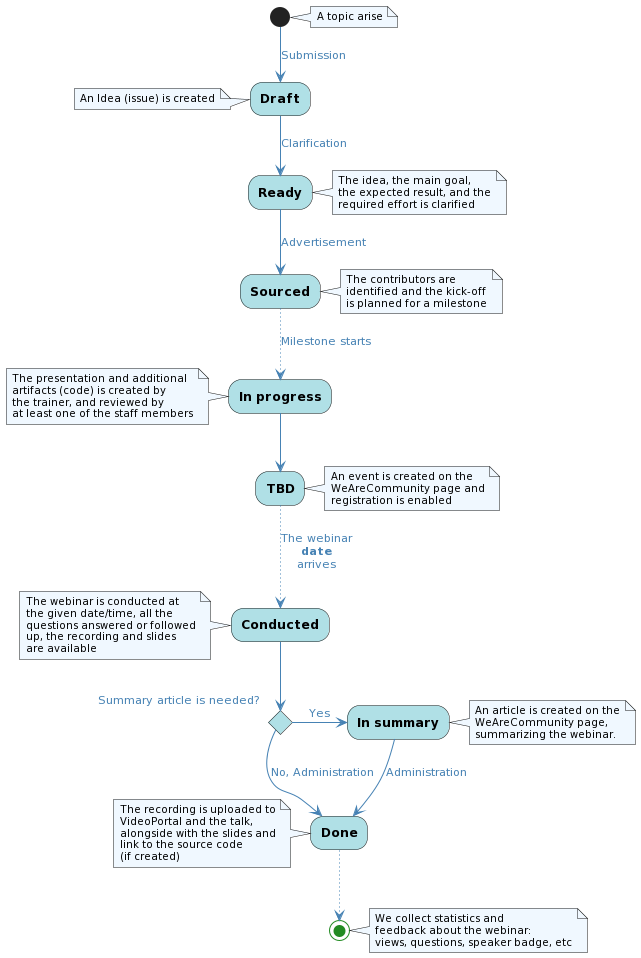 A topic arise
Submission
An Idea (issue) is created
Draft
Clarification
Ready
The idea, the main goal,
the expected result, and the
required effort is clarified
Advertisement
Sourced
The contributors are
identified and the kick-off
is planned for a milestone
Milestone starts
The presentation and additional
artifacts (code) is created by
the trainer, and reviewed by
at least one of the staff members
In progress
TBD
An event is created on the
WeAreCommunity page and
registration is enabled
The webinar
date
arrives
The webinar is conducted at
the given date/time, all the
questions answered or followed
up, the recording and slides
are available
Conducted
Summary article is needed?
Yes
In summary
An article is created on the
WeAreCommunity page,
summarizing the webinar.
No, Administration
Administration
The recording is uploaded to
VideoPortal and the talk,
alongside with the slides and
link to the source code
(if created)
Done
We collect statistics and
feedback about the webinar:
views, questions, speaker badge, etc